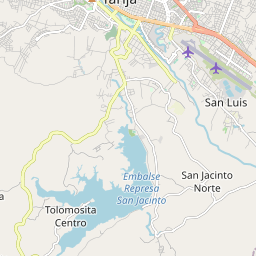 Tarija
San Luis
San Jacinto
Norte
Embalse
Represa
San Jacinto
Tolomosita
Centro